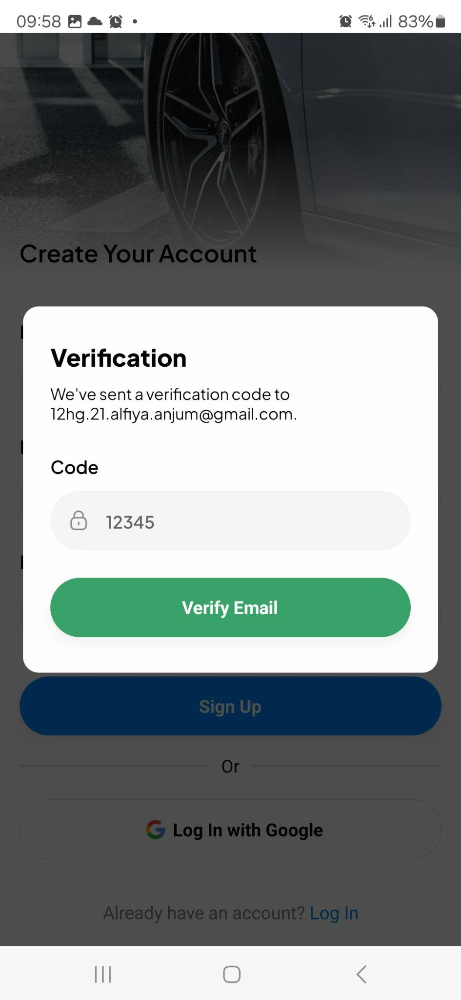 09:58
83%
Create Your Account
Verification
We've sent a verification code to
12hg.21.alfiya.anjum@gmail.com.
Code
12345
Verify Email
Sign Up
Or
Log In with Google
Already have an account? Log In